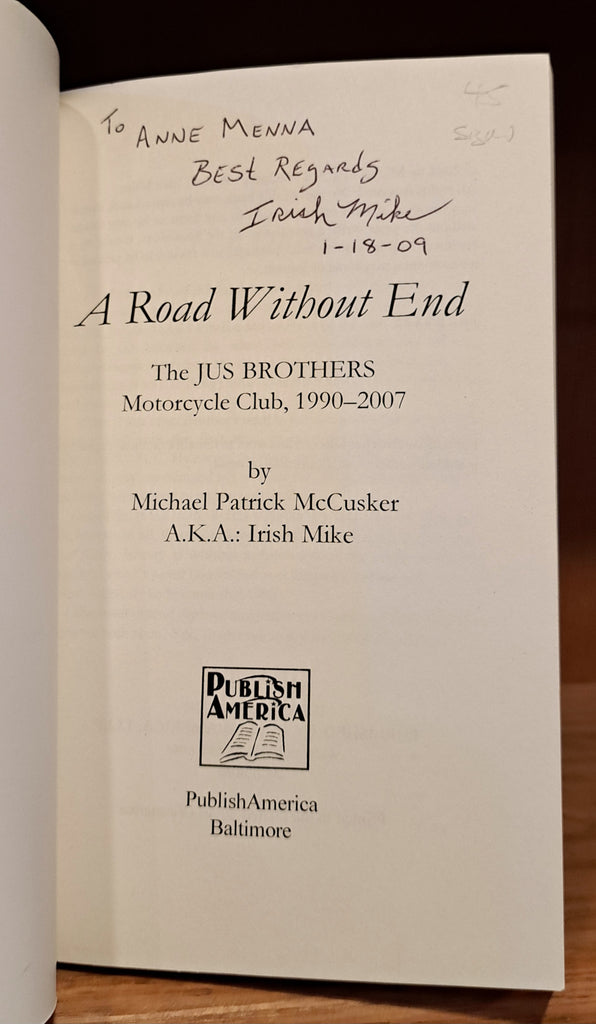 To ANNE MENNA
BEST REGARDS
Irish Mike
1-18-09
A Road Without End
The JUS BROTHERS
Motorcycle Club, 1990–2007
by
Michael Patrick McCusker
A.K.A.: Irish Mike
PUBLISH
AMERICA
PublishAmerica
Baltimore